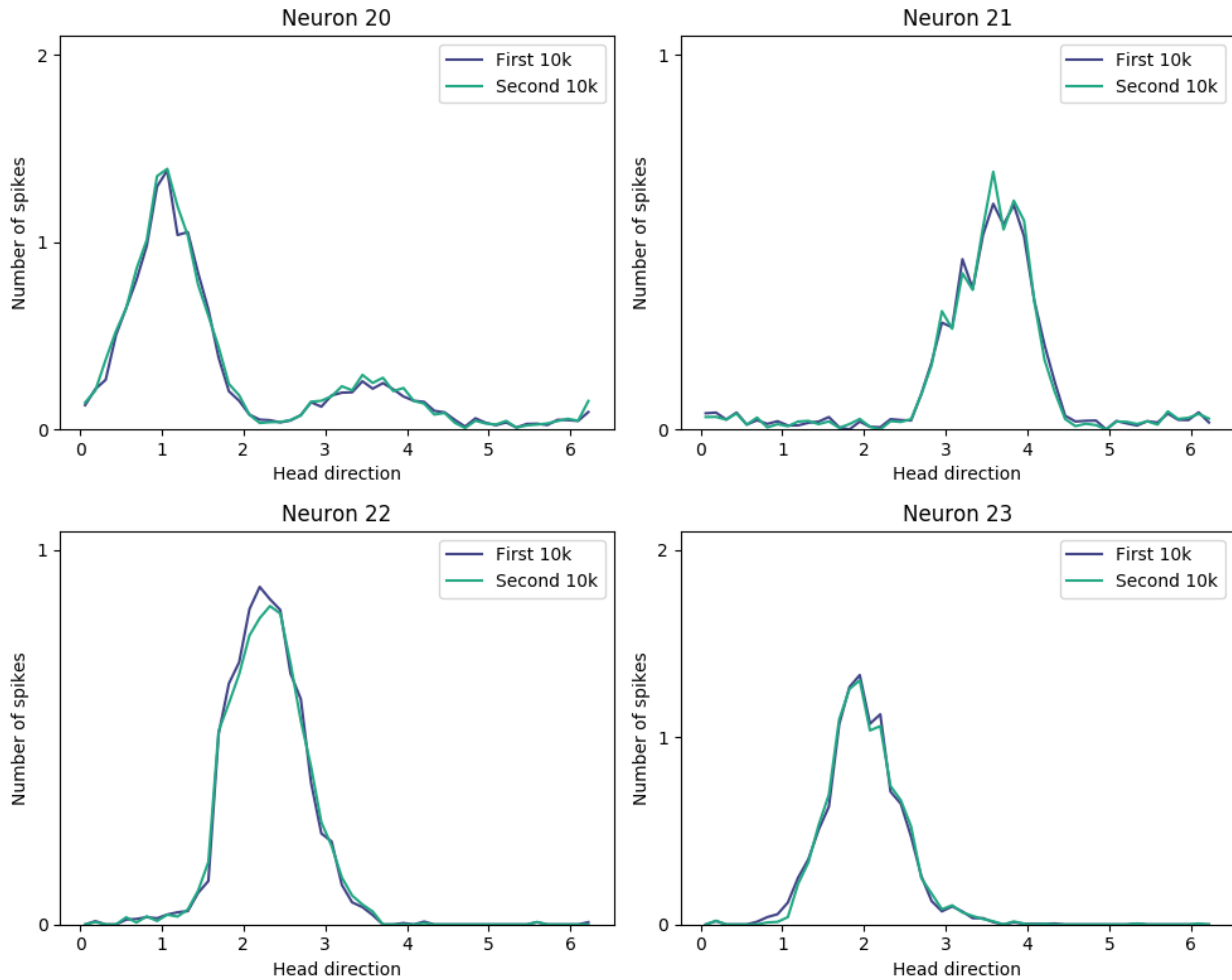 Neuron 20
Number of spikes
2
1
0
First 10k
Second 10k
0 1 2 3 4 5 6
Head direction
Neuron 21
Number of spikes
1
0
First 10k
Second 10k
0 1 2 3 4 5 6
Head direction
Neuron 22
Number of spikes
1
0
First 10k
Second 10k
0 1 2 3 4 5 6
Head direction
Neuron 23
Number of spikes
2
1
0
First 10k
Second 10k
0 1 2 3 4 5 6
Head direction